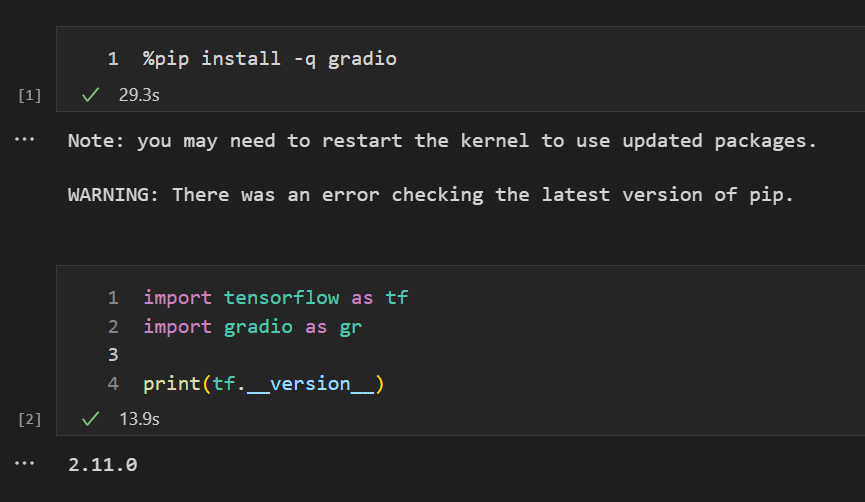 1 %pip install -q gradio
[1] ✓ 29.3s
... Note: you may need to restart the kernel to use updated packages.
WARNING: There was an error checking the latest version of pip.
1 import tensorflow as tf
2 import gradio as gr
3
4 print(tf.__version__)
[2] ✓ 13.9s
... 2.11.0